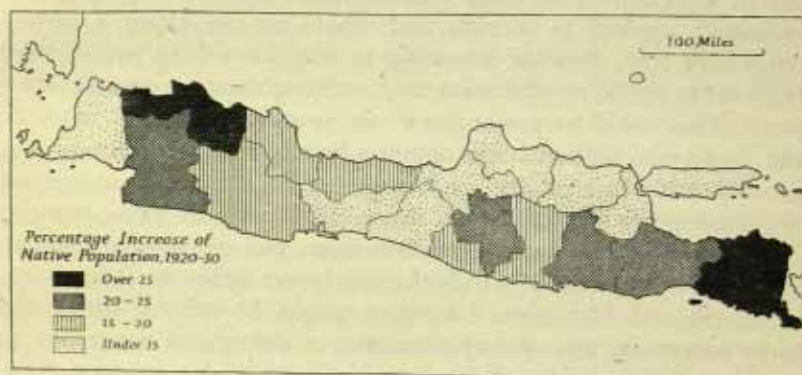 100 Miles
Percentage Increase of
Native Population, 1920-30
Over 25
20 - 25
15 - 20
Under 15